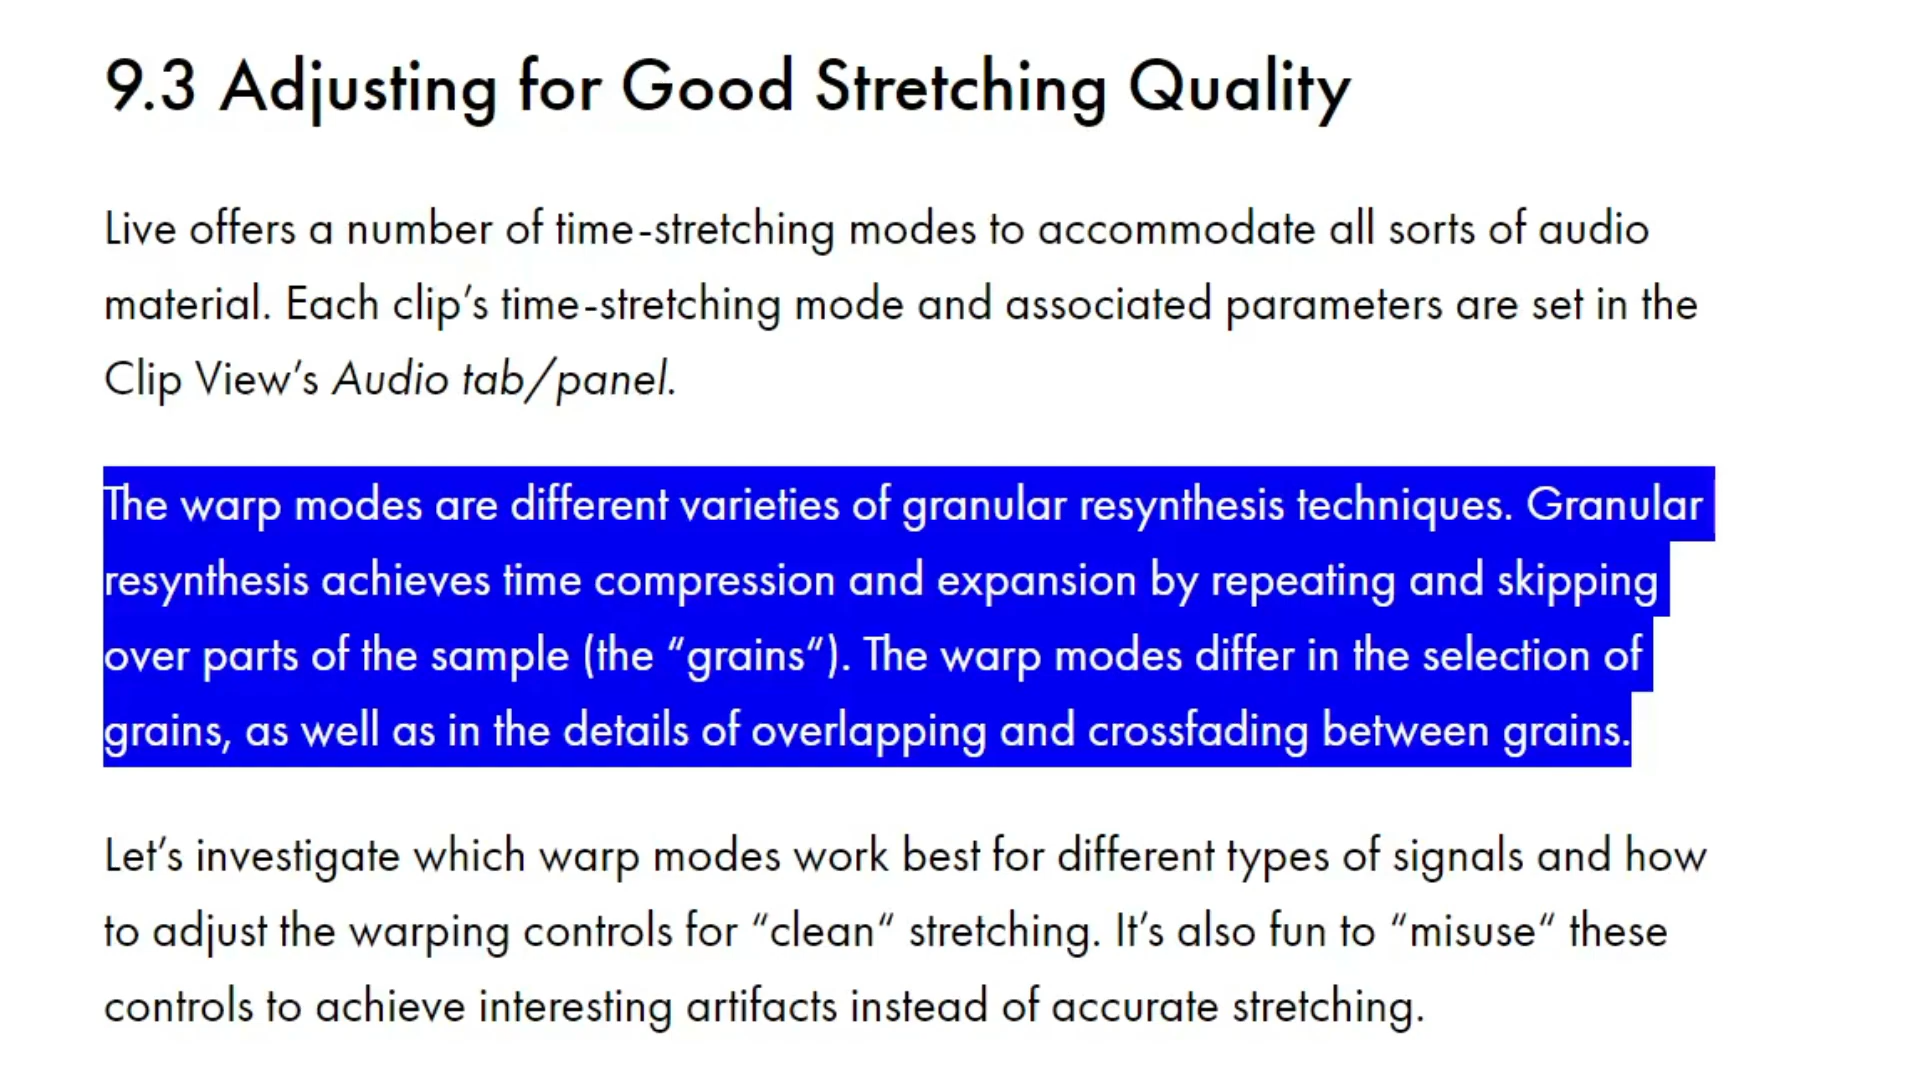 9.3 Adjusting for Good Stretching Quality
Live offers a number of time-stretching modes to accommodate all sorts of audio
material. Each clip’s time-stretching mode and associated parameters are set in the
Clip View’s Audio tab/panel.
The warp modes are different varieties of granular resynthesis techniques. Granular
resynthesis achieves time compression and expansion by repeating and skipping
over parts of the sample (the “grains“). The warp modes differ in the selection of
grains, as well as in the details of overlapping and crossfading between grains.
Let’s investigate which warp modes work best for different types of signals and how
to adjust the warping controls for “clean“ stretching. It’s also fun to “misuse“ these
controls to achieve interesting artifacts instead of accurate stretching.